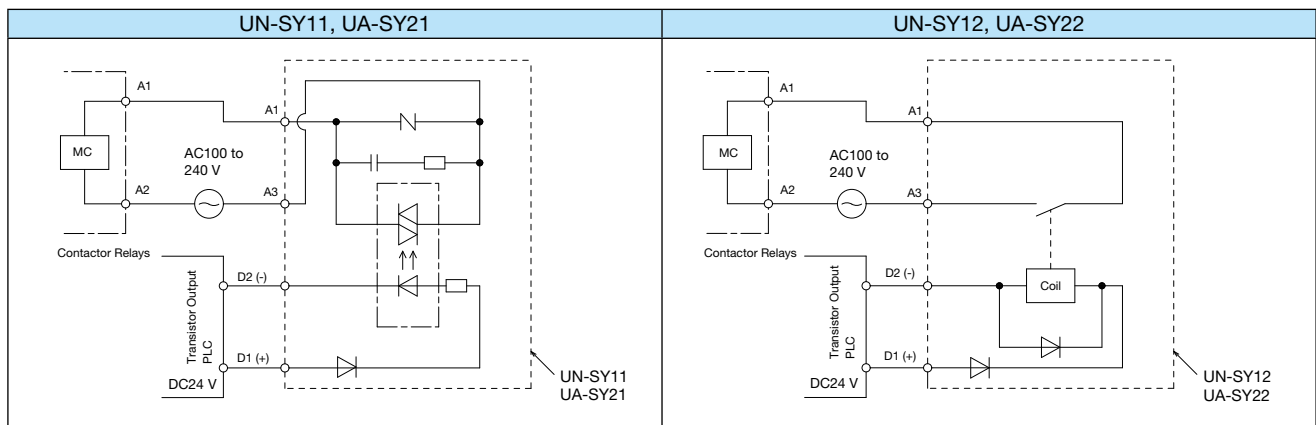 UN-SY11, UA-SY21
A1
A1
MC
AC100 to
240 V
A2
A3
Contactor Relays
D2 (-)
Transistor Output
PLC
D1 (+)
DC24 V
UN-SY11
UA-SY21
UN-SY12, UA-SY22
A1
A1
MC
AC100 to
240 V
A2
A3
Contactor Relays
D2 (-)
Coil
Transistor Output
PLC
D1 (+)
DC24 V
UN-SY12
UA-SY22